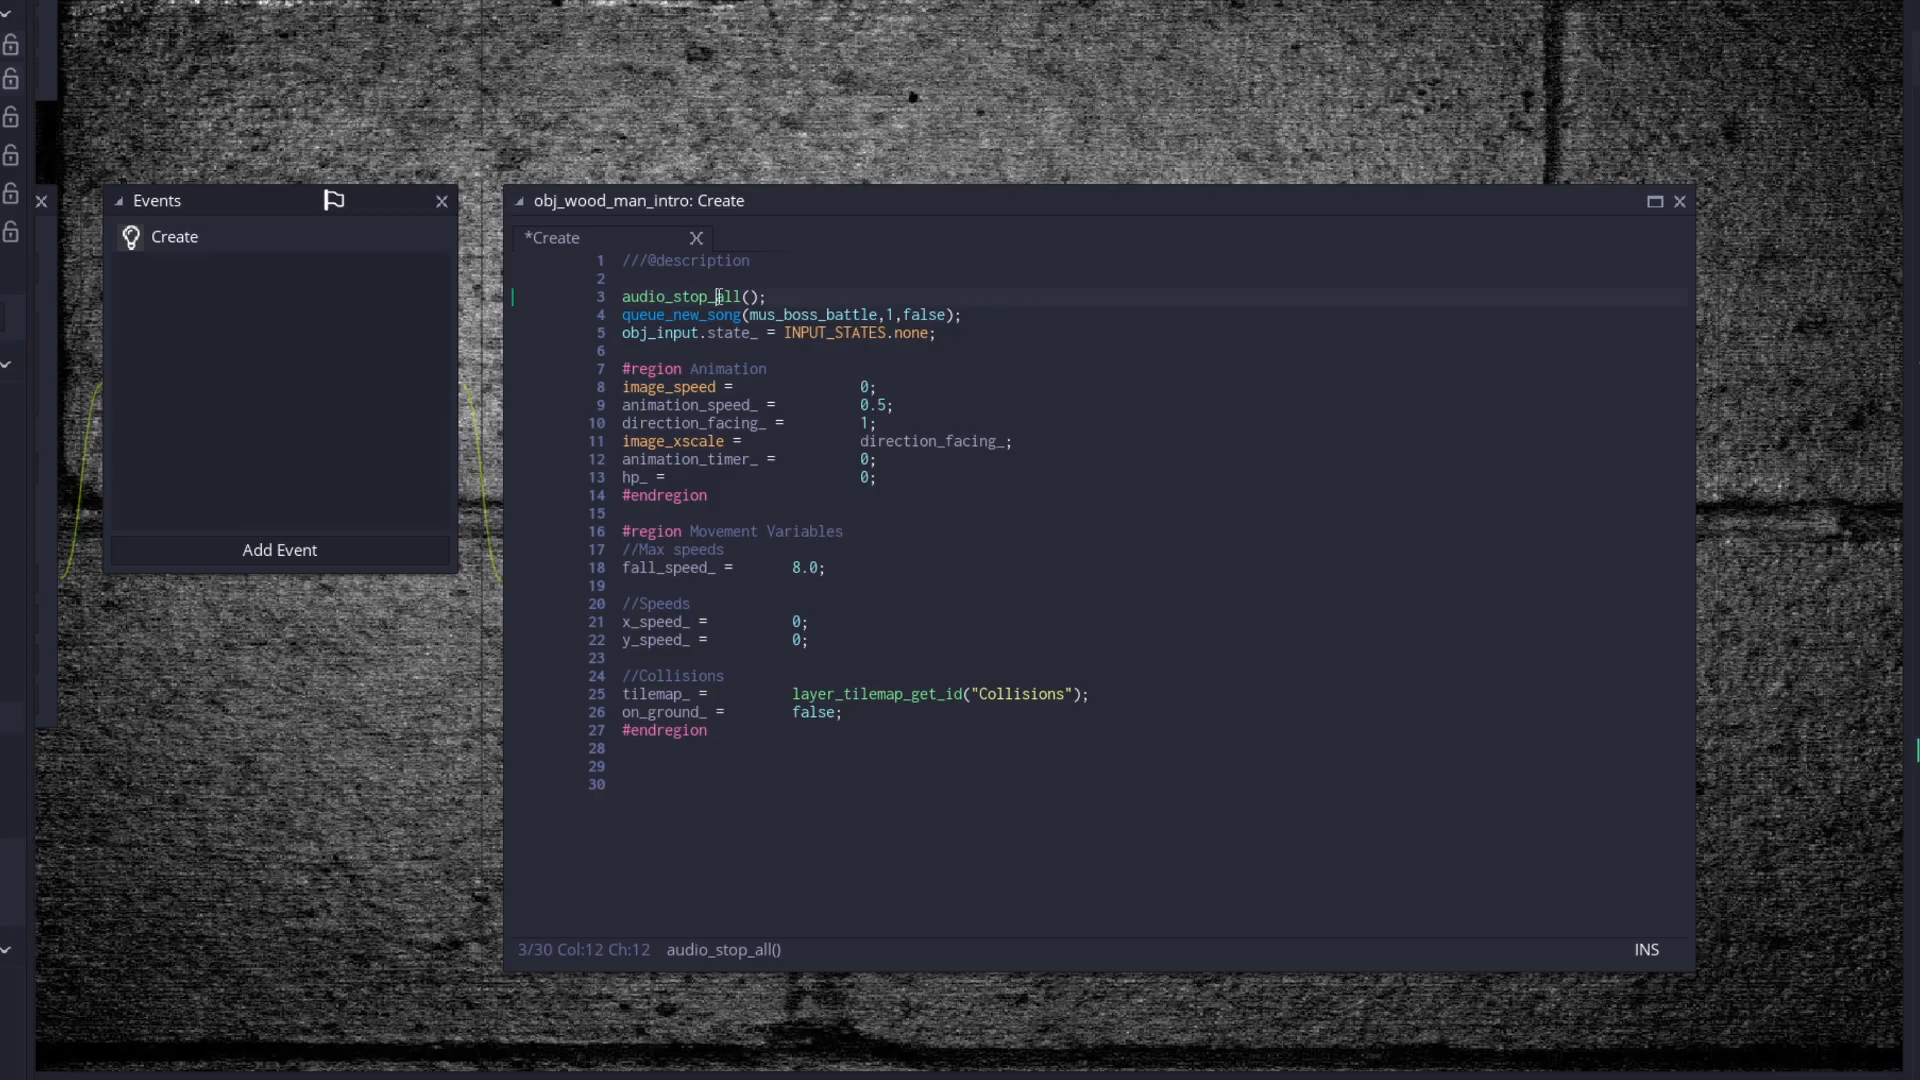 Events
Create
Add Event
obj_wood_man_intro: Create
*Create
1 ///@description
2
3 audio_stop_all();
4 queue_new_song(mus_boss_battle,1,false);
5 obj_input.state_ = INPUT_STATES.none;
6
7 #region Animation
8 image_speed = 0;
9 animation_speed_ = 0.5;
10 direction_facing_ = 1;
11 image_xscale = direction_facing_;
12 animation_timer_ = 0;
13 hp_ = 0;
14 #endregion
15
16 #region Movement Variables
17 //Max speeds
18 fall_speed_ = 8.0;
19
20 //Speeds
21 x_speed_ = 0;
22 y_speed_ = 0;
23
24 //Collisions
25 tilemap_ = layer_tilemap_get_id("Collisions");
26 on_ground_ = false;
27 #endregion
28
29
30
3/30 Col:12 Ch:12 audio_stop_all() INS